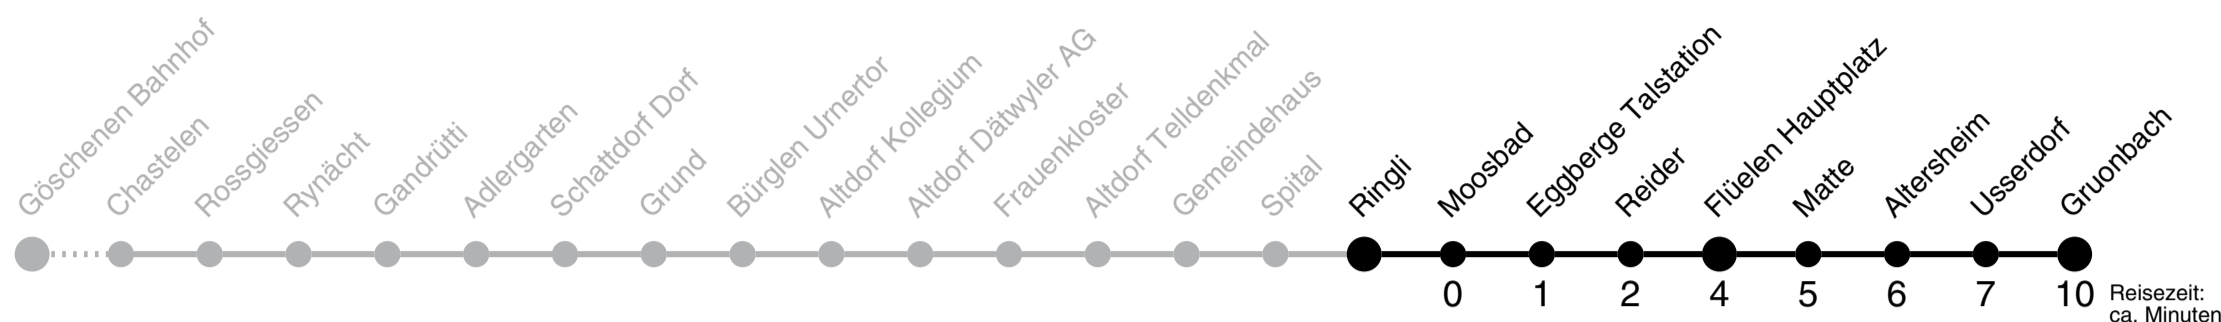 Göschenen Bahnhof
Chastelen
Rossgiessen
Rynächt
Gandrütti
Adlergarten
Schattdorf Dorf
Grund
Bürglen Urnertor
Altdorf Kollegium
Altdorf Dätwyler AG
Frauenkloster
Altdorf Telldenkmal
Gemeindehaus
Spital
Ringli
Moosbad
Eggberge Talstation
Reider
Flüelen Hauptplatz
Matte
Altersheim
Usserdorf
Gruonbach
0 1 2 4 5 6 7 10
Reisezeit:
ca. Minuten